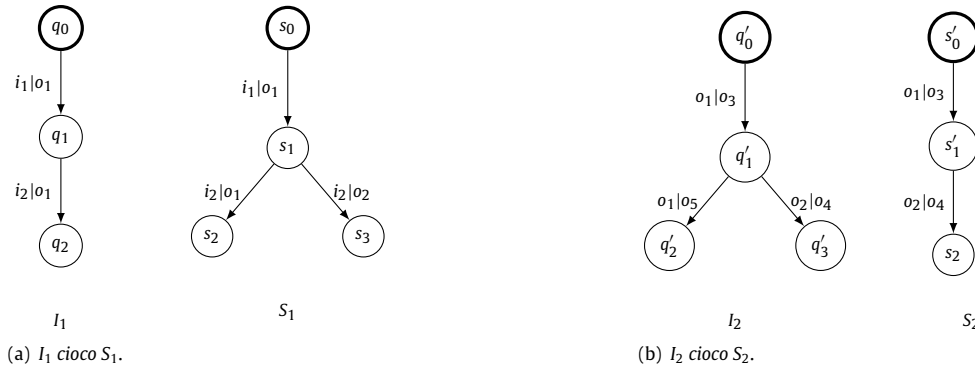 q0 s0 q′0 s′0
i1|o1 i1|o1 o1|o3 o1|o3
q1 s1 q′1 s′1
i2|o1 i2|o1 i2|o2 o1|o5 o2|o4 o2|o4
q2 s2 s3 q′2 q′3 s2
I1 S1 I2 S2
(a) I1 cioco S1. (b) I2 cioco S2.